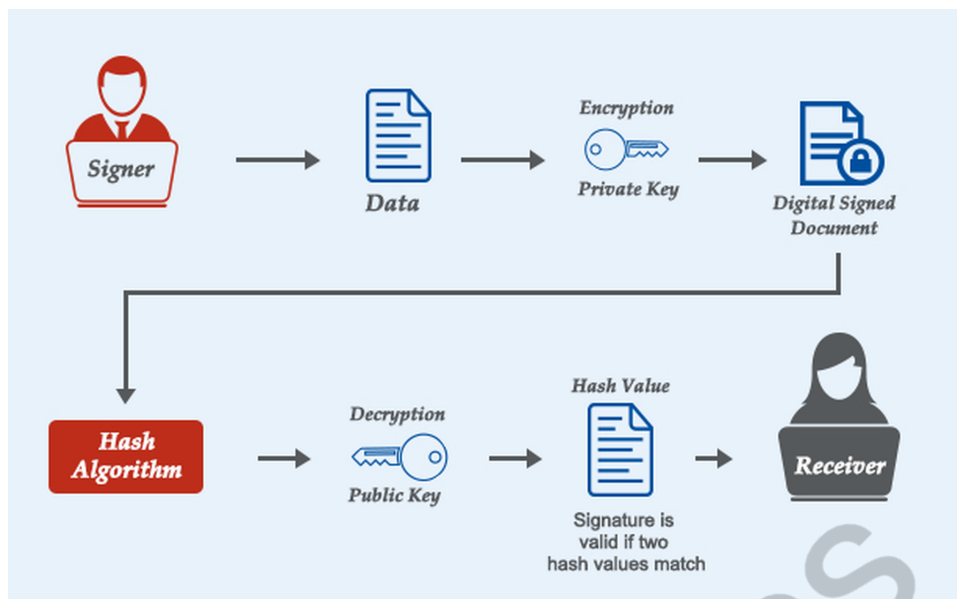 Signer
Data
Encryption
Private Key
Digital Signed
Document
Hash
Algorithm
Decryption
Public Key
Hash Value
Signature is
valid if two
hash values match
Receiver